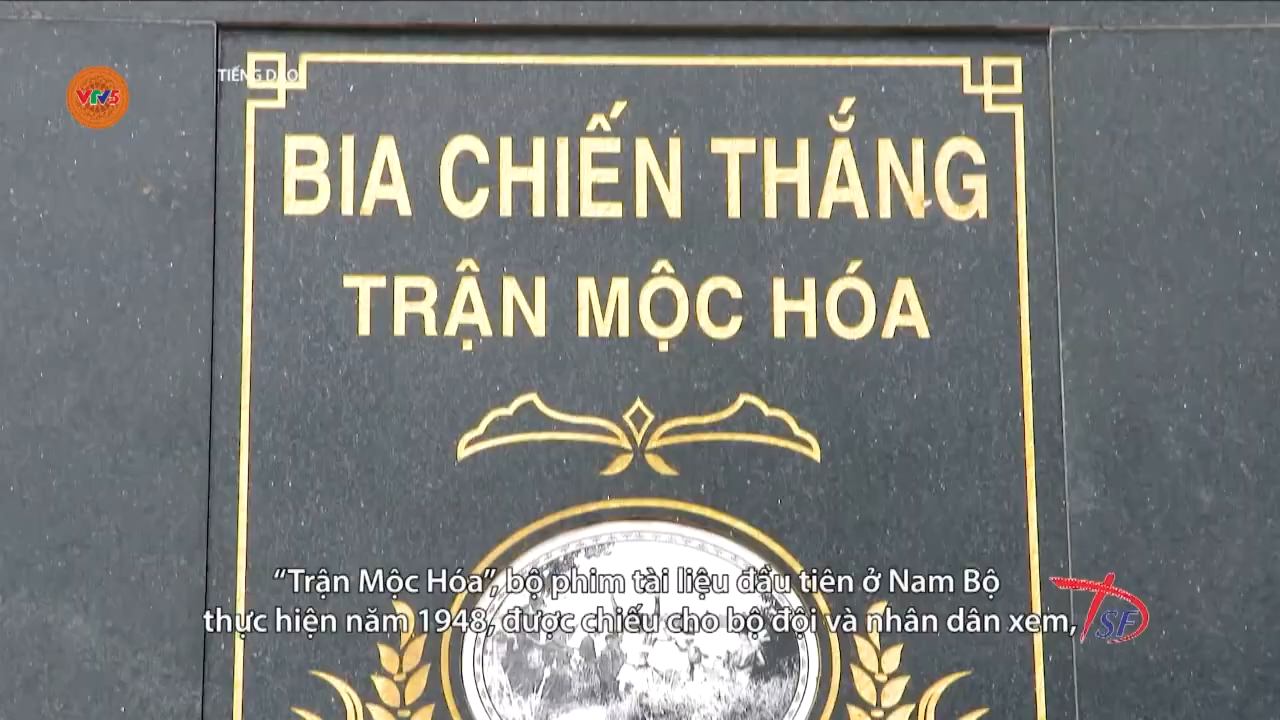 VTV5
TIẾNG DAO
BIA CHIẾN THẮNG
TRẬN MỘC HÓA
“Trận Mộc Hóa”, bộ phim tài liệu đầu tiên ở Nam Bộ
thực hiện năm 1948, được chiếu cho bộ đội và nhân dân xem,
TSF